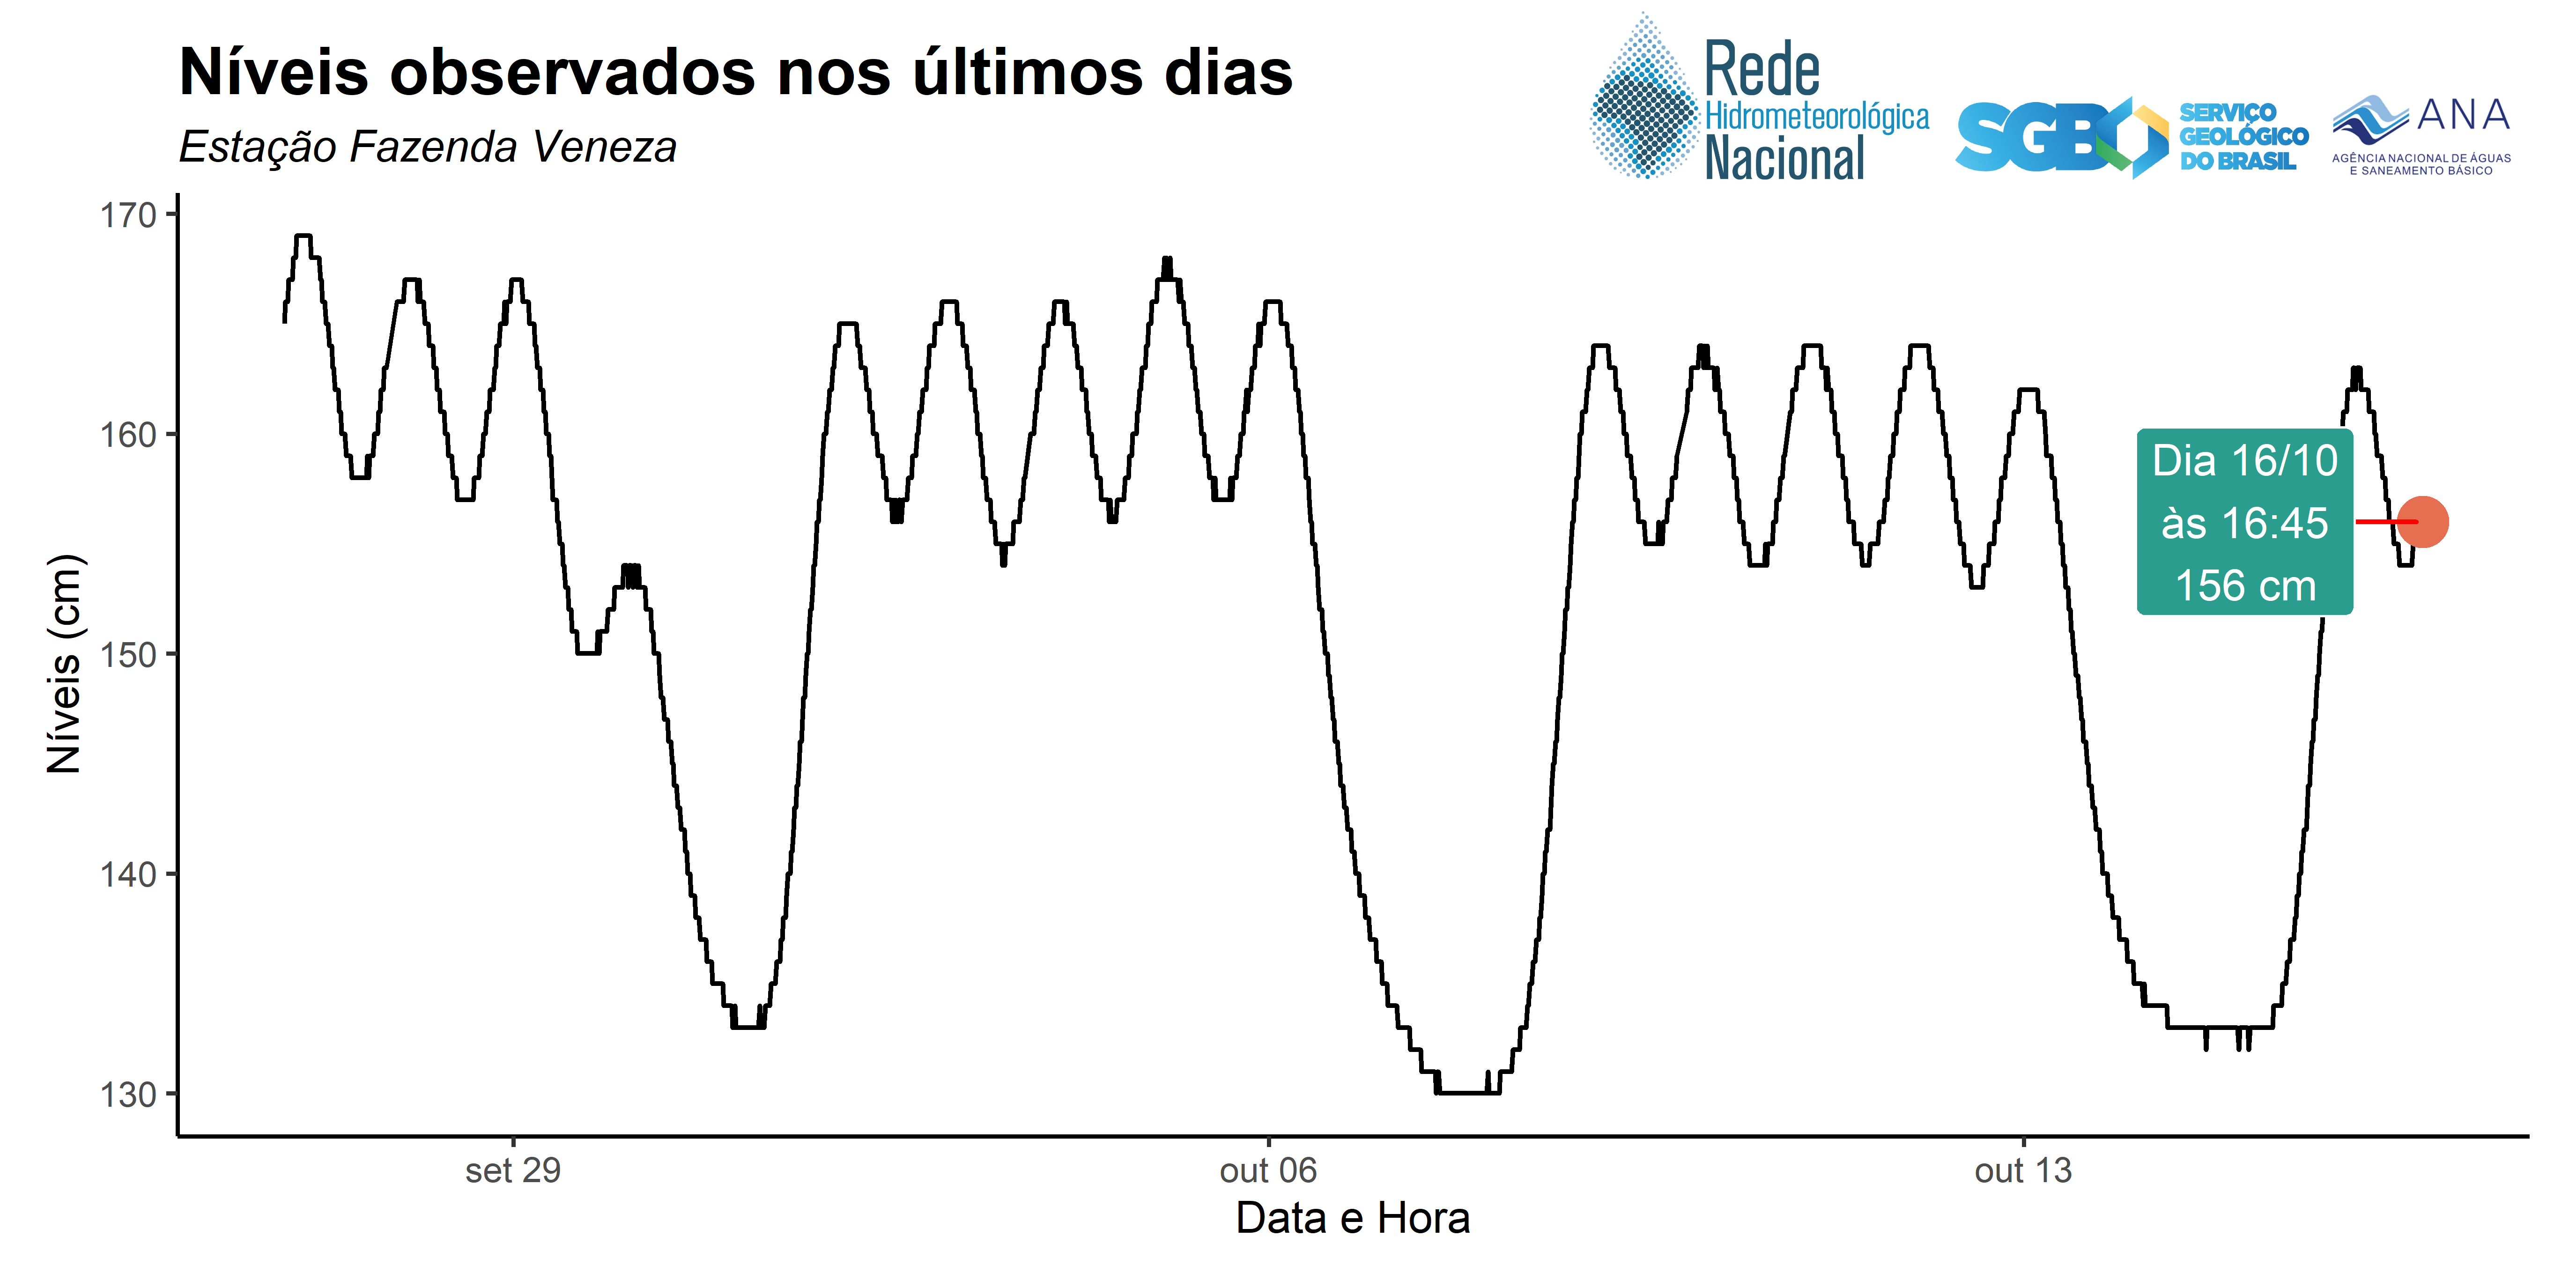 Níveis observados nos últimos dias
Estação Fazenda Veneza
Rede
Hidrometeorológica
Nacional
SGB
SERVIÇO
GEOLÓGICO
DO BRASIL
ANA
AGÊNCIA NACIONAL DE ÁGUAS
E SANEAMENTO BÁSICO
Níveis (cm)
170
160
150
140
130
Dia 16/10
às 16:45
156 cm
set 29
out 06
out 13
Data e Hora